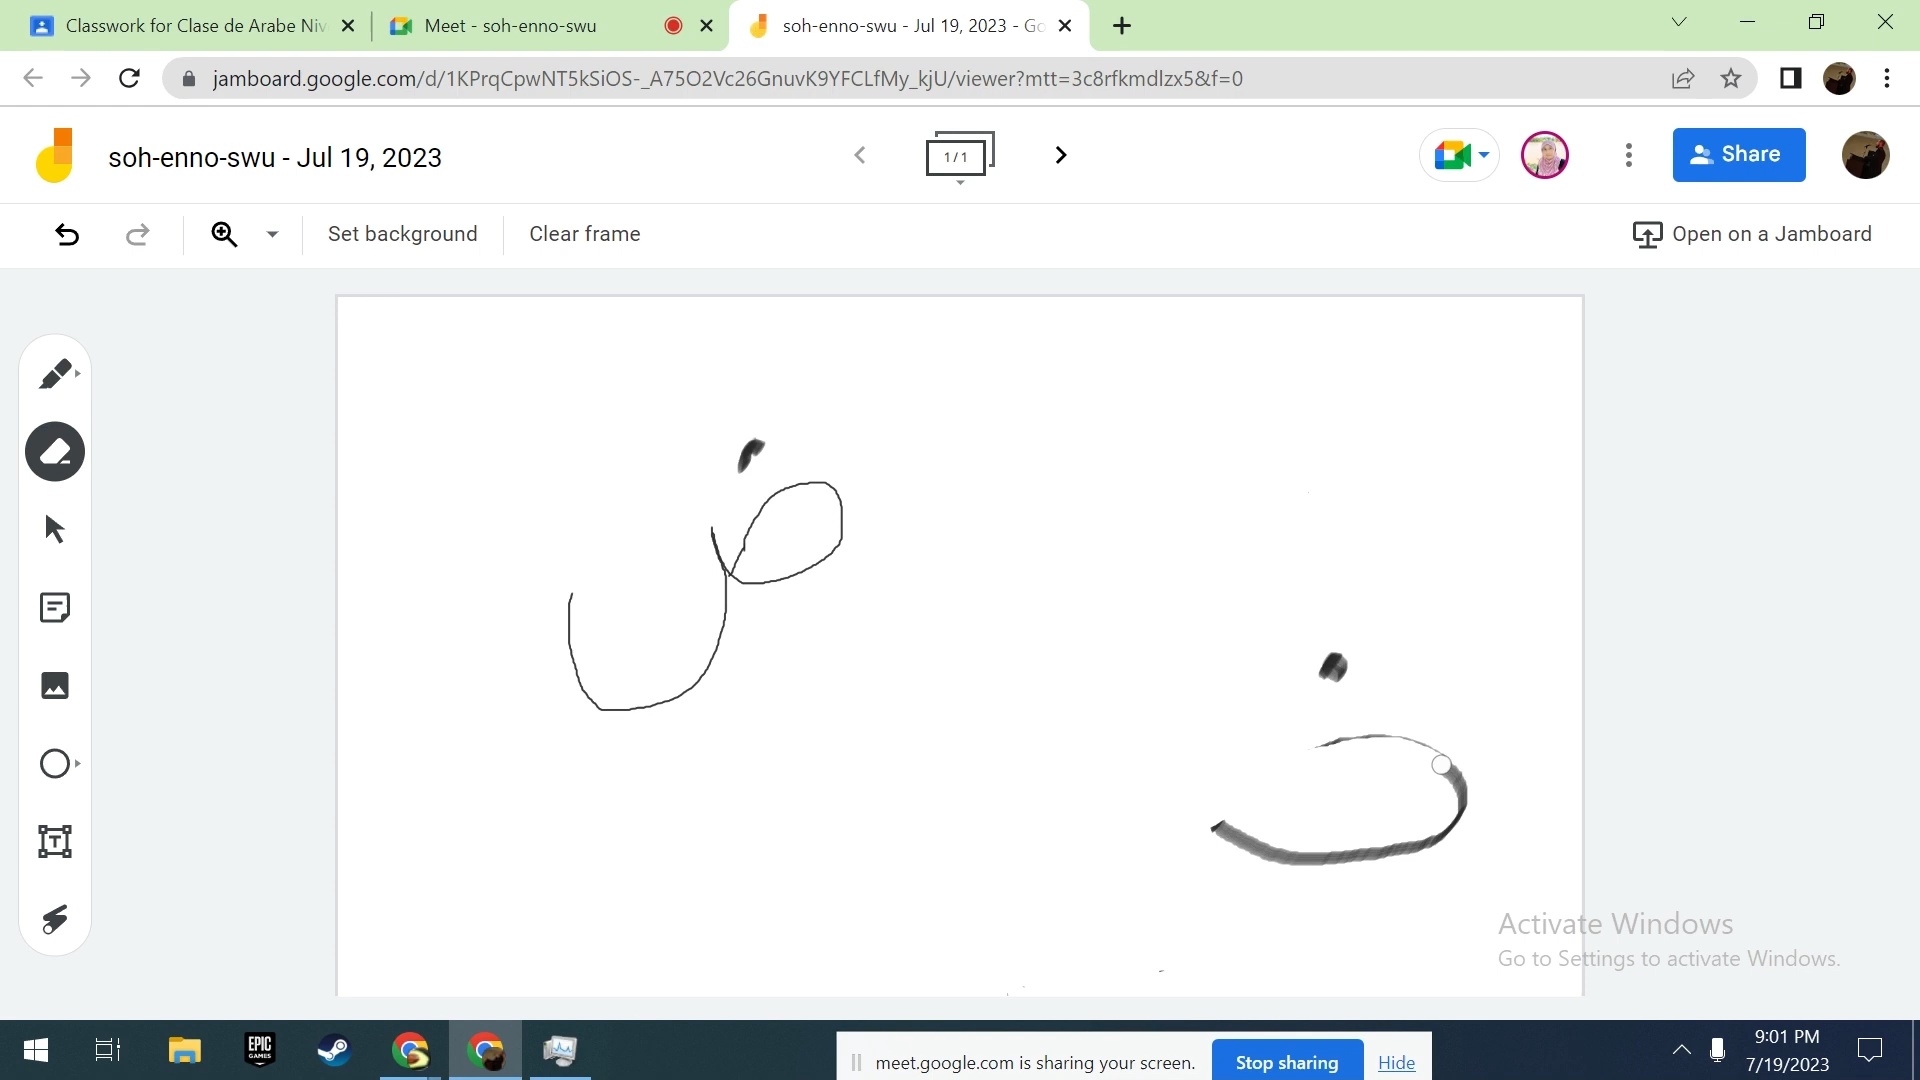 Classwork for Clase de Arabe Niv
Meet - soh-enno-swu
soh-enno-swu - Jul 19, 2023 - Go
jamboard.google.com/d/1KPrqCpwNT5kSiOS-_A75O2Vc26GnuvK9YFCLfMy_kjU/viewer?mtt=3c8rfkmdlzx5&f=0
soh-enno-swu - Jul 19, 2023
1 / 1
Share
Set background
Clear frame
Open on a Jamboard
ض
Activate Windows
Go to Settings to activate Windows.
EPIC
GAMES
meet.google.com is sharing your screen.
Stop sharing
Hide
9:01 PM
7/19/2023